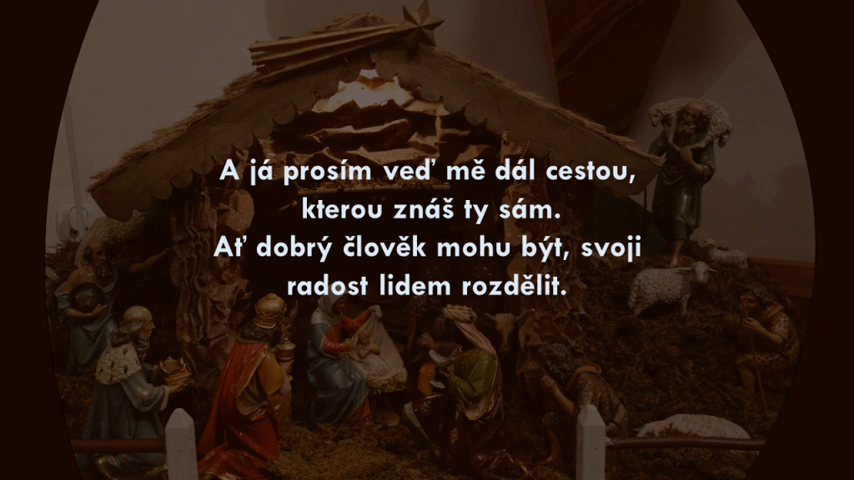 A já prosím veď mě dál cestou,
kterou znáš ty sám.
Ať dobrý člověk mohu být, svoji
radost lidem rozdělit.